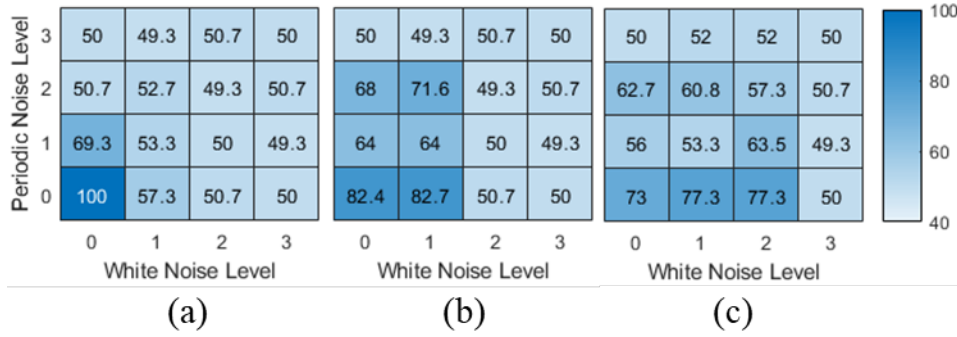 3 50 49.3 50.7 50 50 49.3 50.7 50 50 52 52 50 100
2 50.7 52.7 49.3 50.7 68 71.6 49.3 50.7 62.7 60.8 57.3 50.7 80
1 69.3 53.3 50 49.3 64 64 50 49.3 56 53.3 63.5 49.3 60
0 100 57.3 50.7 50 82.4 82.7 50.7 50 73 77.3 77.3 50 40
Periodic Noise Level
0 1 2 3 0 1 2 3 0 1 2 3
White Noise Level White Noise Level White Noise Level
(a) (b) (c)